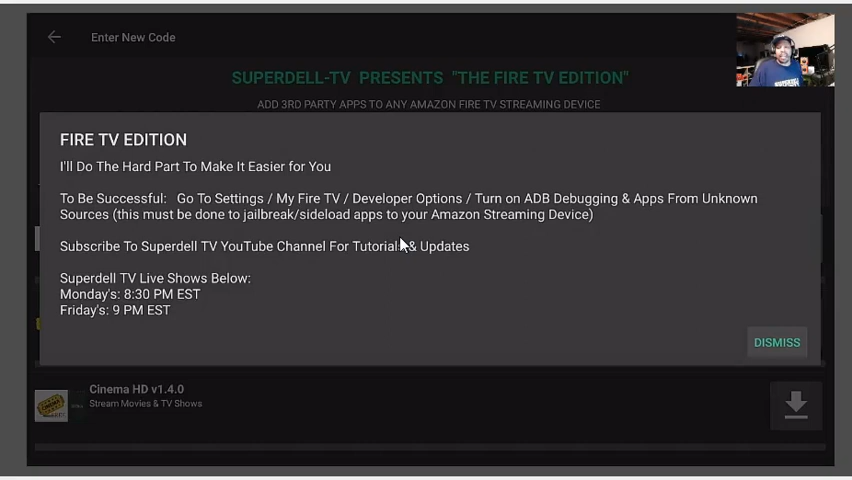 Enter New Code
SUPERDELL-TV PRESENTS "THE FIRE TV EDITION"
ADD 3RD PARTY APPS TO ANY AMAZON FIRE TV STREAMING DEVICE
FIRE TV EDITION
I'll Do The Hard Part To Make It Easier for You
To Be Successful: Go To Settings / My Fire TV / Developer Options / Turn on ADB Debugging & Apps From Unknown
Sources (this must be done to jailbreak/sideload apps to your Amazon Streaming Device)
Subscribe To Superdell TV YouTube Channel For Tutorials & Updates
Superdell TV Live Shows Below:
Monday's: 8:30 PM EST
Friday's: 9 PM EST
DISMISS
Cinema HD v1.4.0
Stream Movies & TV Shows